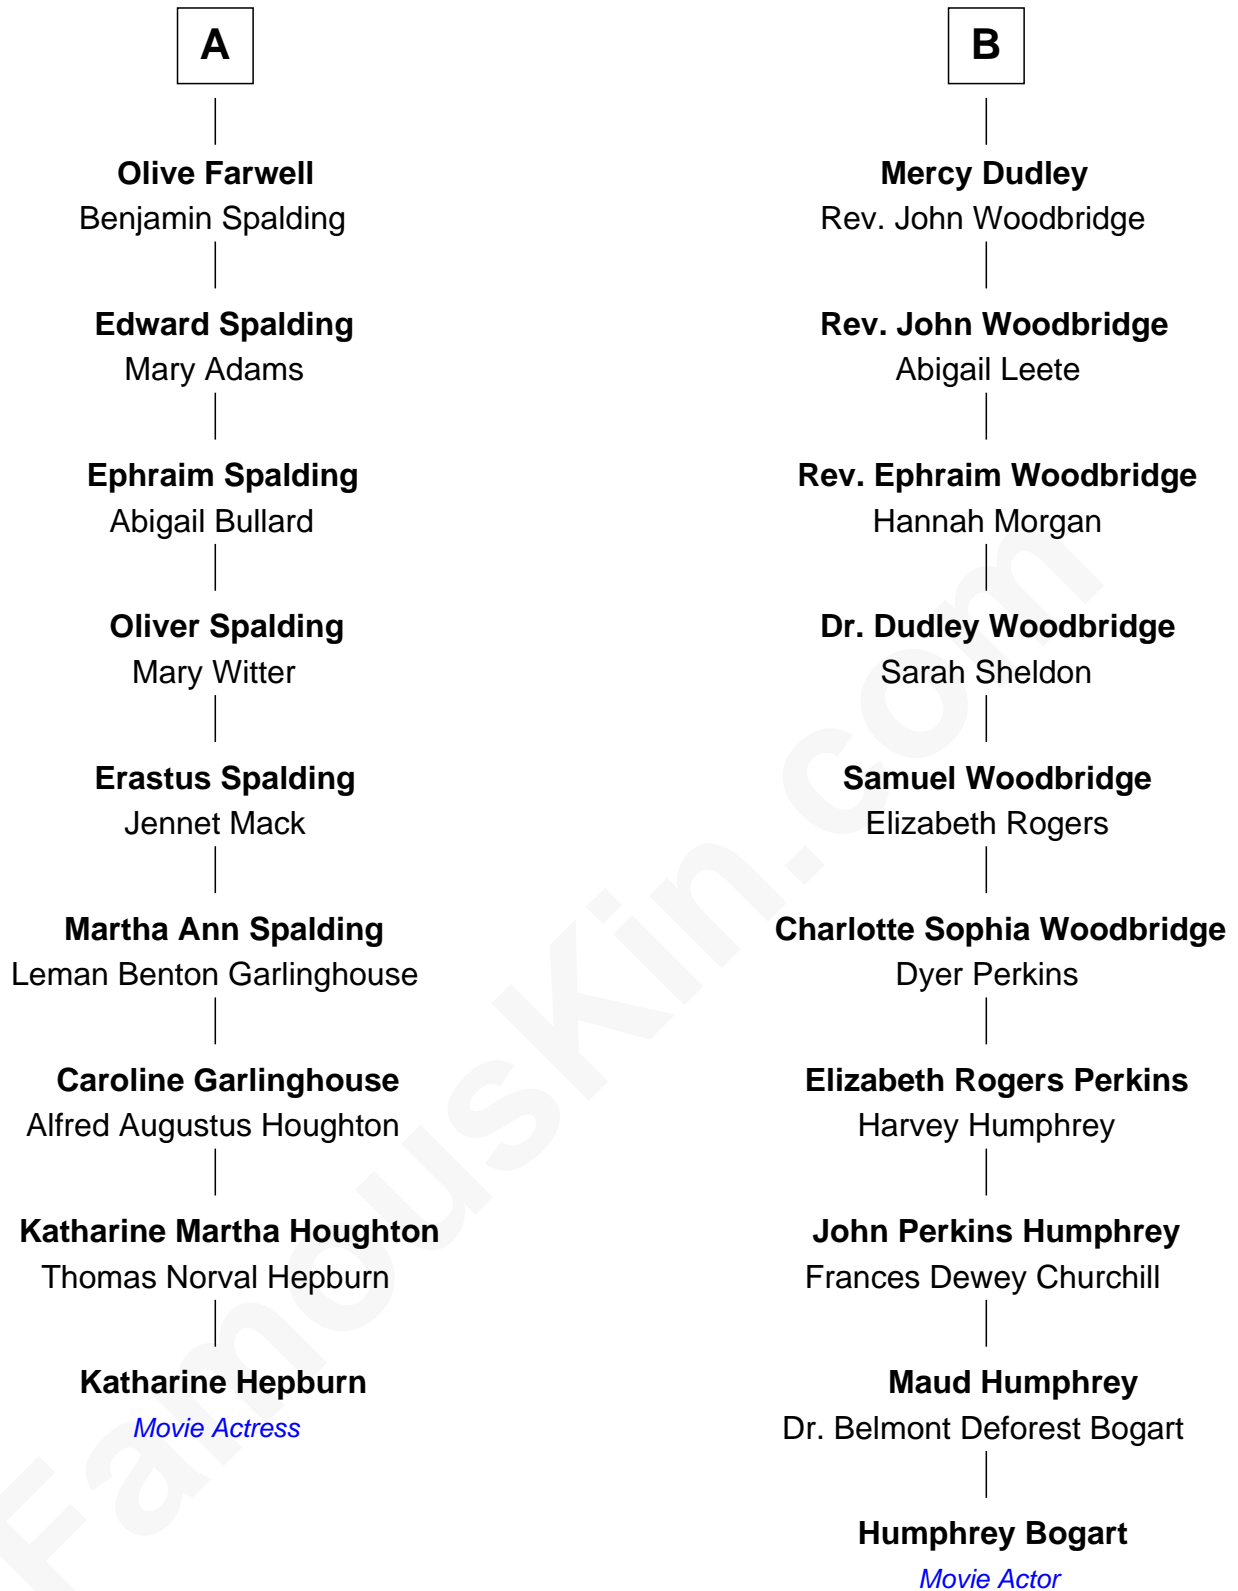 A
Olive Farwell
Benjamin Spalding
Edward Spalding
Mary Adams
Ephraim Spalding
Abigail Bullard
Oliver Spalding
Mary Witter
Erastus Spalding
Jennet Mack
Martha Ann Spalding
Leman Benton Garlinghouse
Caroline Garlinghouse
Alfred Augustus Houghton
Katharine Martha Houghton
Thomas Norval Hepburn
Katharine Hepburn
Movie Actress
B
Mercy Dudley
Rev. John Woodbridge
Rev. John Woodbridge
Abigail Leete
Rev. Ephraim Woodbridge
Hannah Morgan
Dr. Dudley Woodbridge
Sarah Sheldon
Samuel Woodbridge
Elizabeth Rogers
Charlotte Sophia Woodbridge
Dyer Perkins
Elizabeth Rogers Perkins
Harvey Humphrey
John Perkins Humphrey
Frances Dewey Churchill
Maud Humphrey
Dr. Belmont Deforest Bogart
Humphrey Bogart
Movie Actor
FamousKin.com